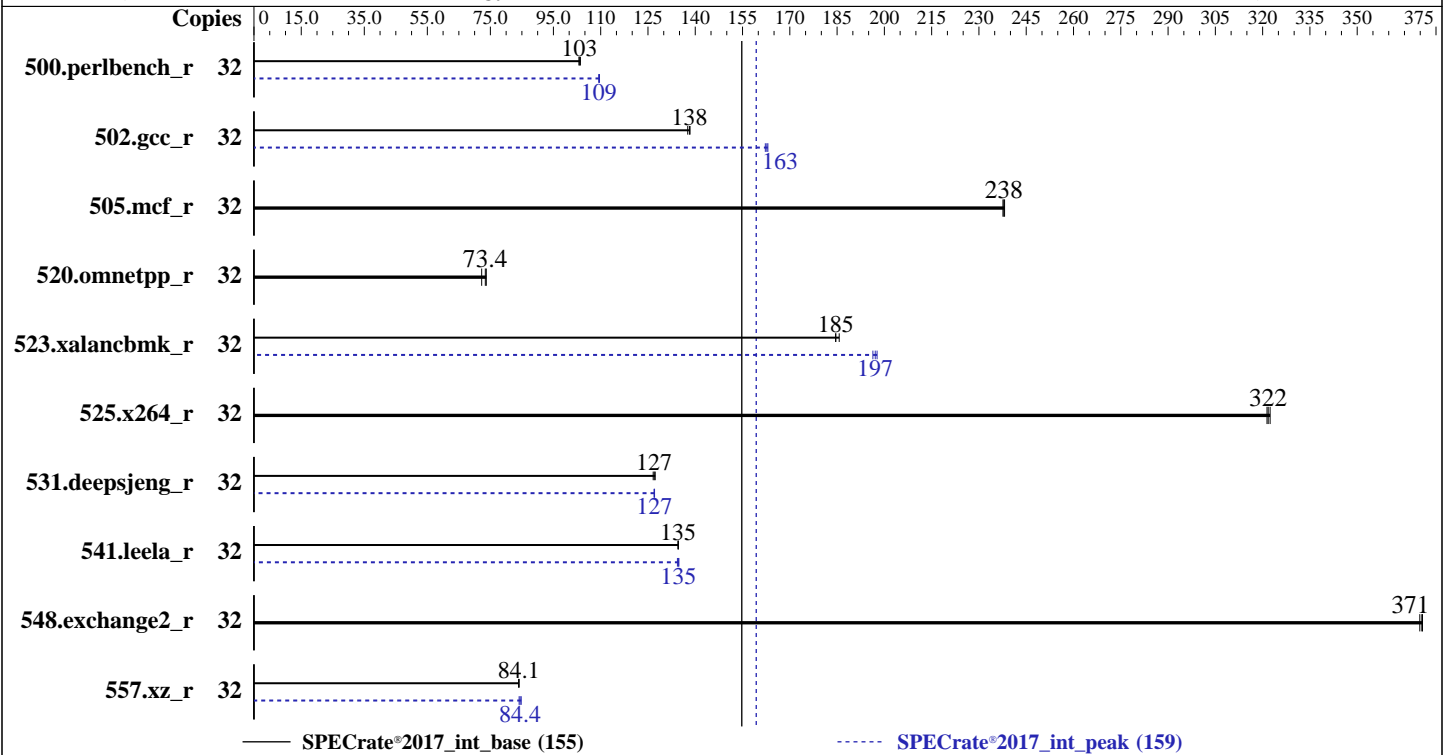 Copies 0 15.0 35.0 55.0 75.0 95.0 110 125 140 155 170 185 200 215 230 245 260 275 290 305 320 335 350 375
103
500.perlbench_r 32
109
138
502.gcc_r 32
163
238
505.mcf_r 32
73.4
520.omnetpp_r 32
185
523.xalancbmk_r 32
197
322
525.x264_r 32
127
531.deepsjeng_r 32
127
135
541.leela_r 32
135
371
548.exchange2_r 32
84.1
557.xz_r 32
84.4
SPECrate®2017_int_base (155) SPECrate®2017_int_peak (159)